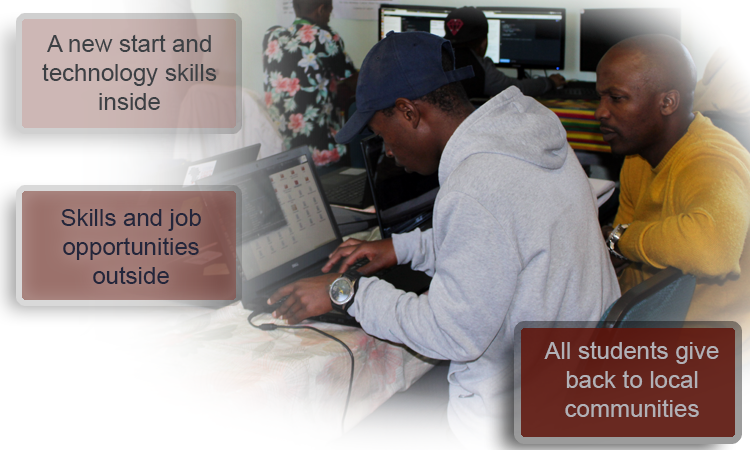 A new start and
technology skills
inside
Skills and job
opportunities
outside
All students give
back to local
communities